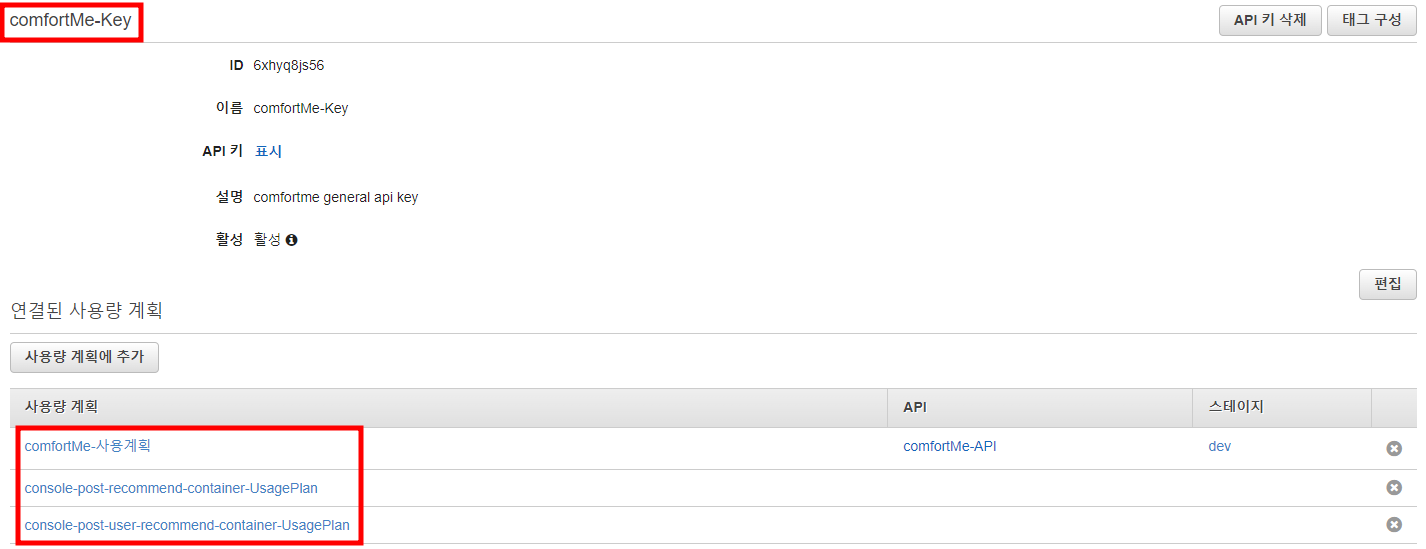 comfortMe-Key API 키 삭제 태그 구성
ID 6xhyq8js56
이름 comfortMe-Key
API 키 표시
설명 comfortme general api key
활성 활성
편집
연결된 사용량 계획
사용량 계획에 추가
사용량 계획 API 스테이지
comfortMe-사용계획 comfortMe-API dev
console-post-recommend-container-UsagePlan
console-post-user-recommend-container-UsagePlan